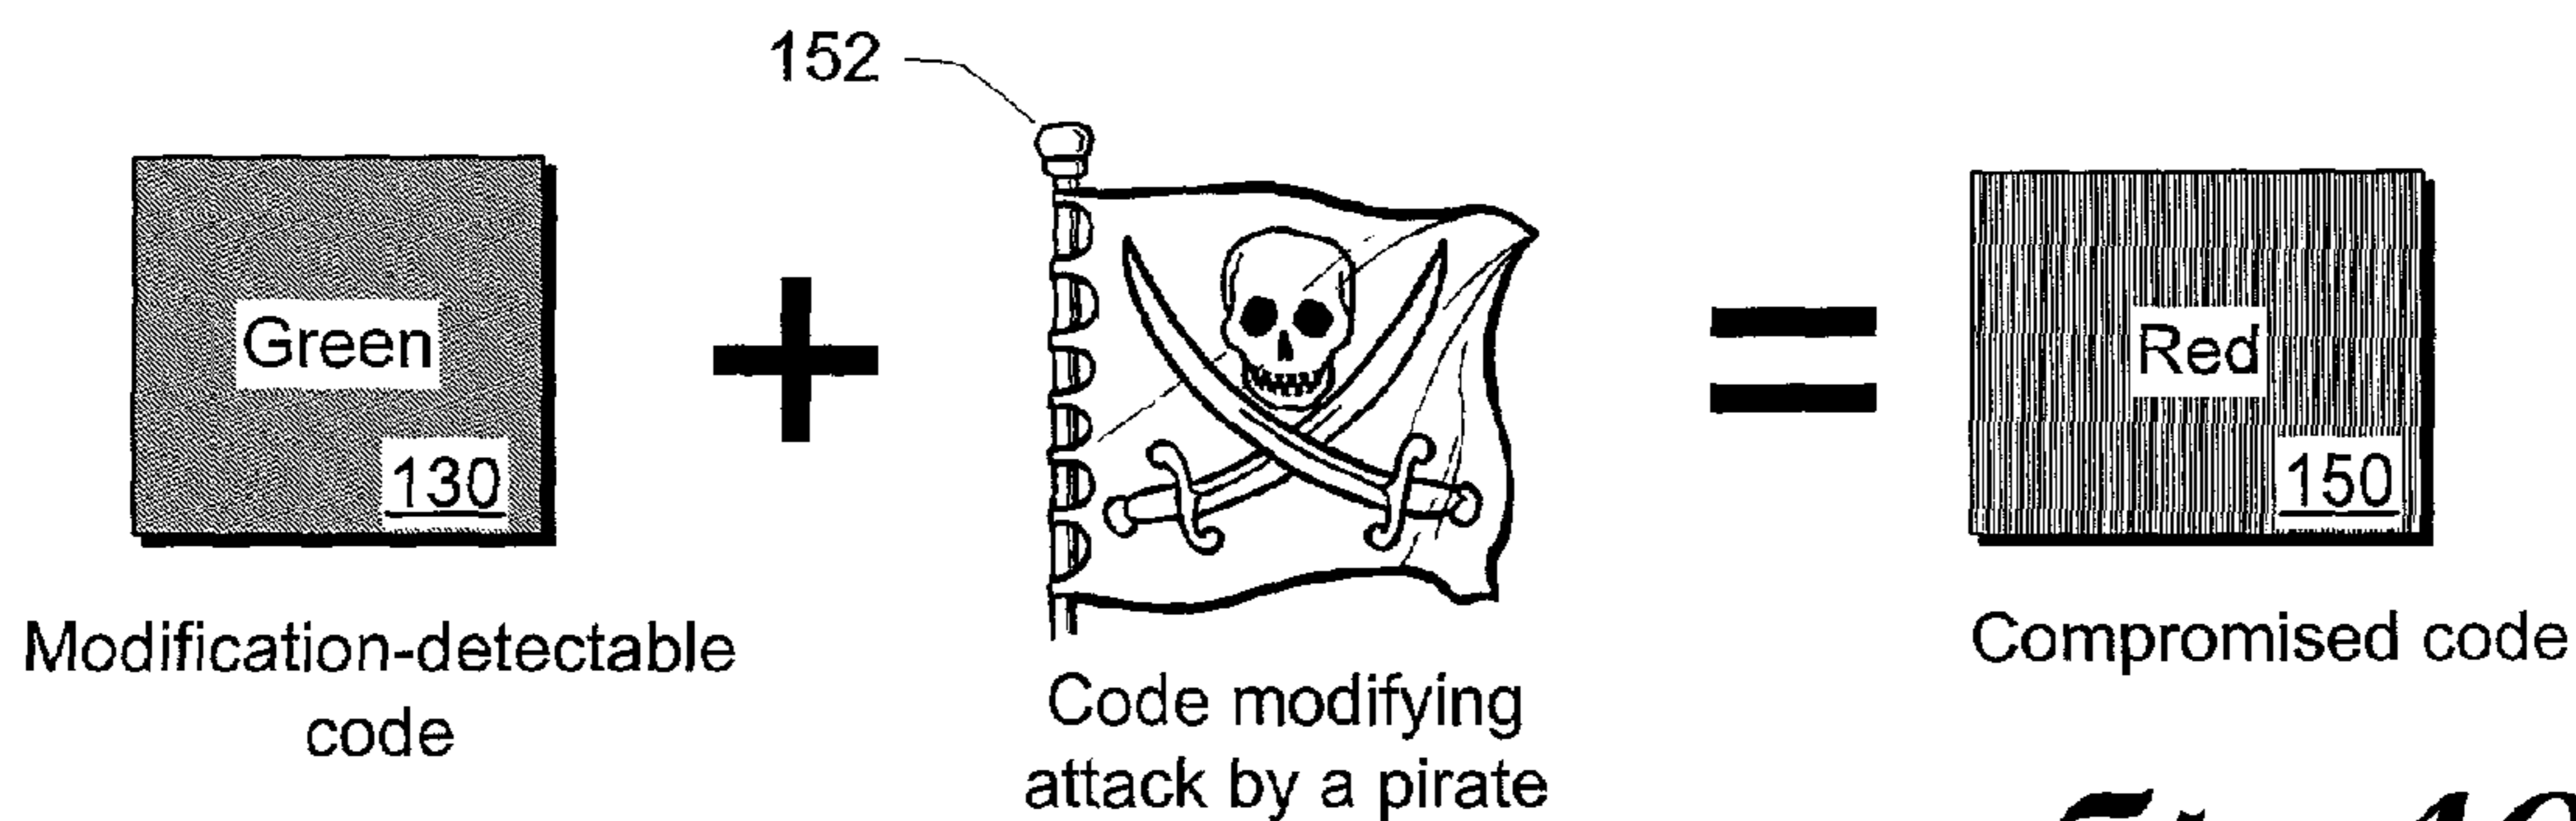 152
Green
130
Red
150
Modification-detectable
code
Code modifying
attack by a pirate
Compromised code